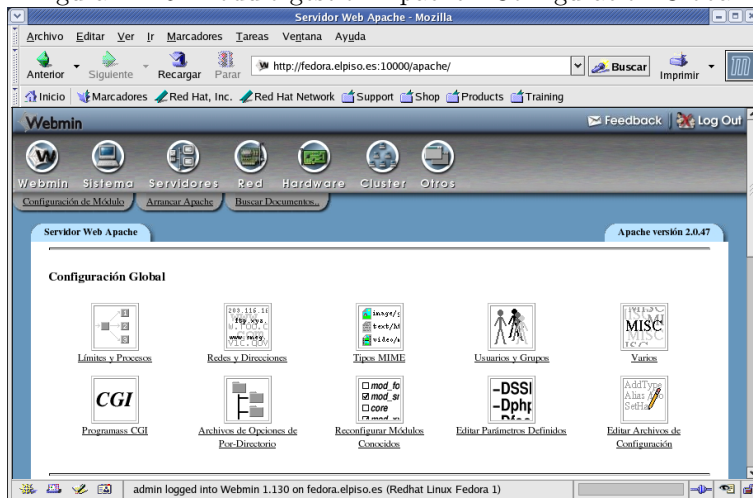 Servidor Web Apache - Mozilla
Archivo Editar Ver Ir Marcadores Tareas Ventana Ayuda
Anterior Siguiente Recargar Parar http://fedora.elpiso.es:10000/apache/ Buscar Imprimir
Inicio Marcadores Red Hat, Inc. Red Hat Network Support Shop Products Training
Webmin Feedback Log Out
Webmin Sistema Servidores Red Hardware Cluster Otros
Configuración de Módulo Arrancar Apache Buscar Documentos..
Servidor Web Apache Apache versión 2.0.47
Configuración Global
Límites y Procesos Redes y Direcciones Tipos MIME Usuarios y Grupos Varios
MISC
CGI
-DSSI
-Dphp
Programass CGI Archivos de Opciones de Por-Directorio Reconfigurar Módulos Conocidos Editar Parámetros Definidos Editar Archivos de Configuración
admin logged into Webmin 1.130 on fedora.elpiso.es (Redhat Linux Fedora 1)